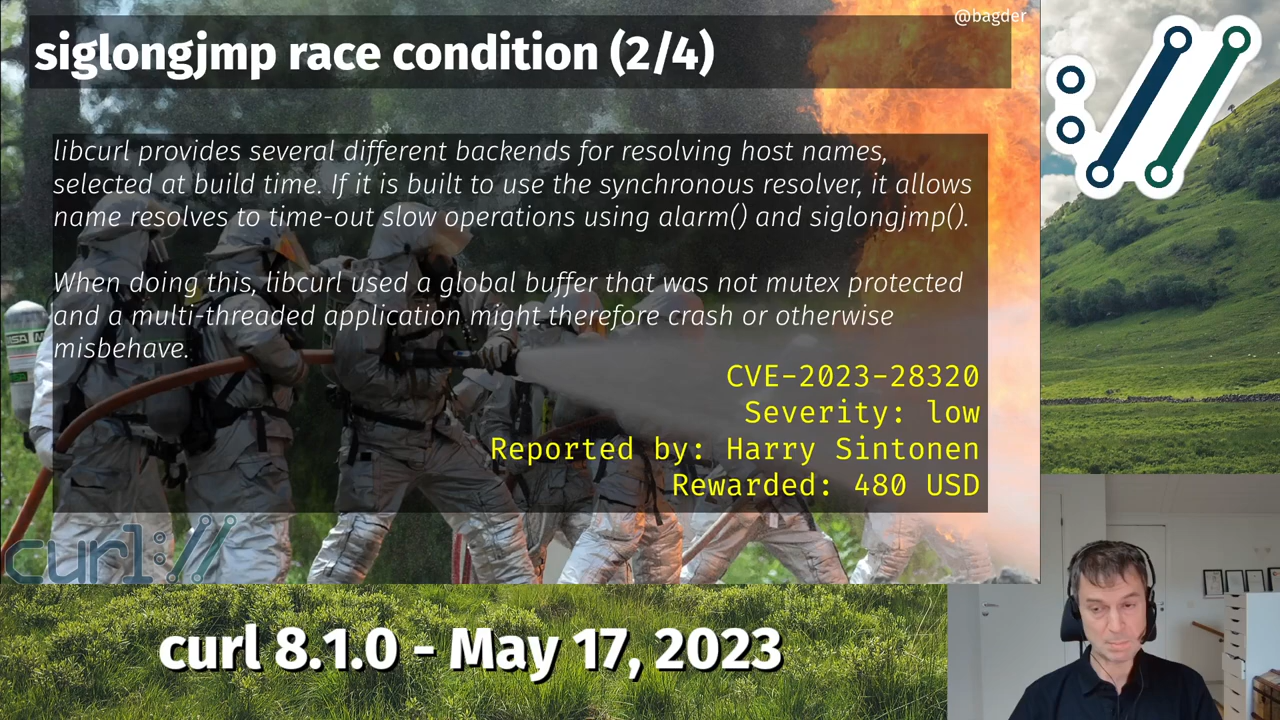 @bagder
siglongjmp race condition (2/4)
libcurl provides several different backends for resolving host names,
selected at build time. If it is built to use the synchronous resolver, it allows
name resolves to time-out slow operations using alarm() and siglongjmp().
When doing this, libcurl used a global buffer that was not mutex protected
and a multi-threaded application might therefore crash or otherwise
misbehave.
CVE-2023-28320
Severity: low
Reported by: Harry Sintonen
Rewarded: 480 USD
curl://
curl 8.1.0 - May 17, 2023